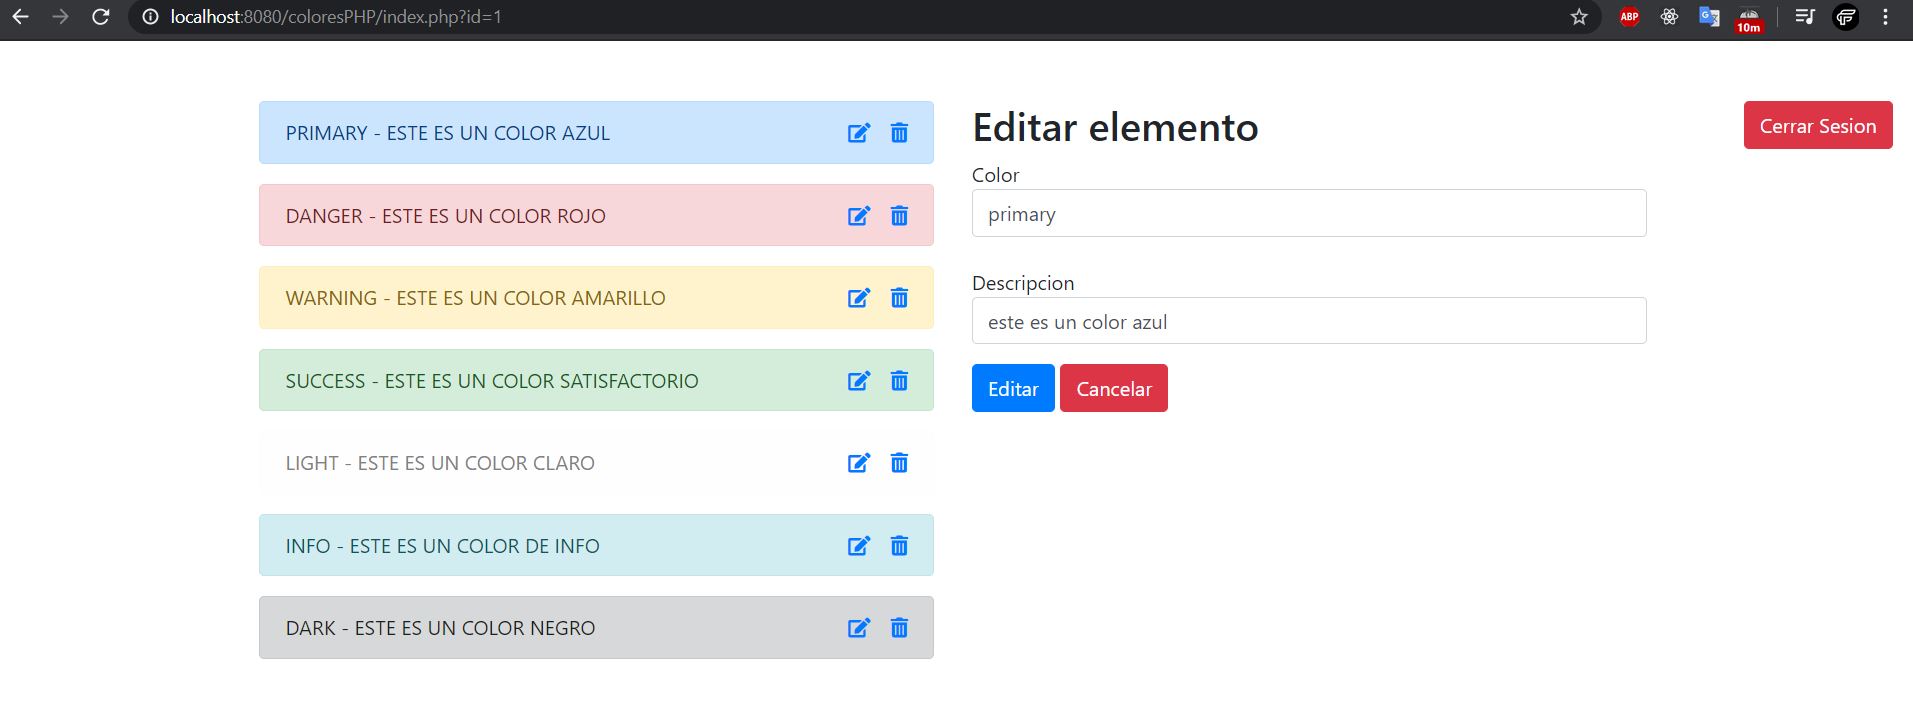 localhost:8080/coloresPHP/index.php?id=1
ABP
G
10m
PRIMARY - ESTE ES UN COLOR AZUL
DANGER - ESTE ES UN COLOR ROJO
WARNING - ESTE ES UN COLOR AMARILLO
SUCCESS - ESTE ES UN COLOR SATISFACTORIO
LIGHT - ESTE ES UN COLOR CLARO
INFO - ESTE ES UN COLOR DE INFO
DARK - ESTE ES UN COLOR NEGRO
Editar elemento
Color
primary
Descripcion
este es un color azul
Editar Cancelar
Cerrar Sesion